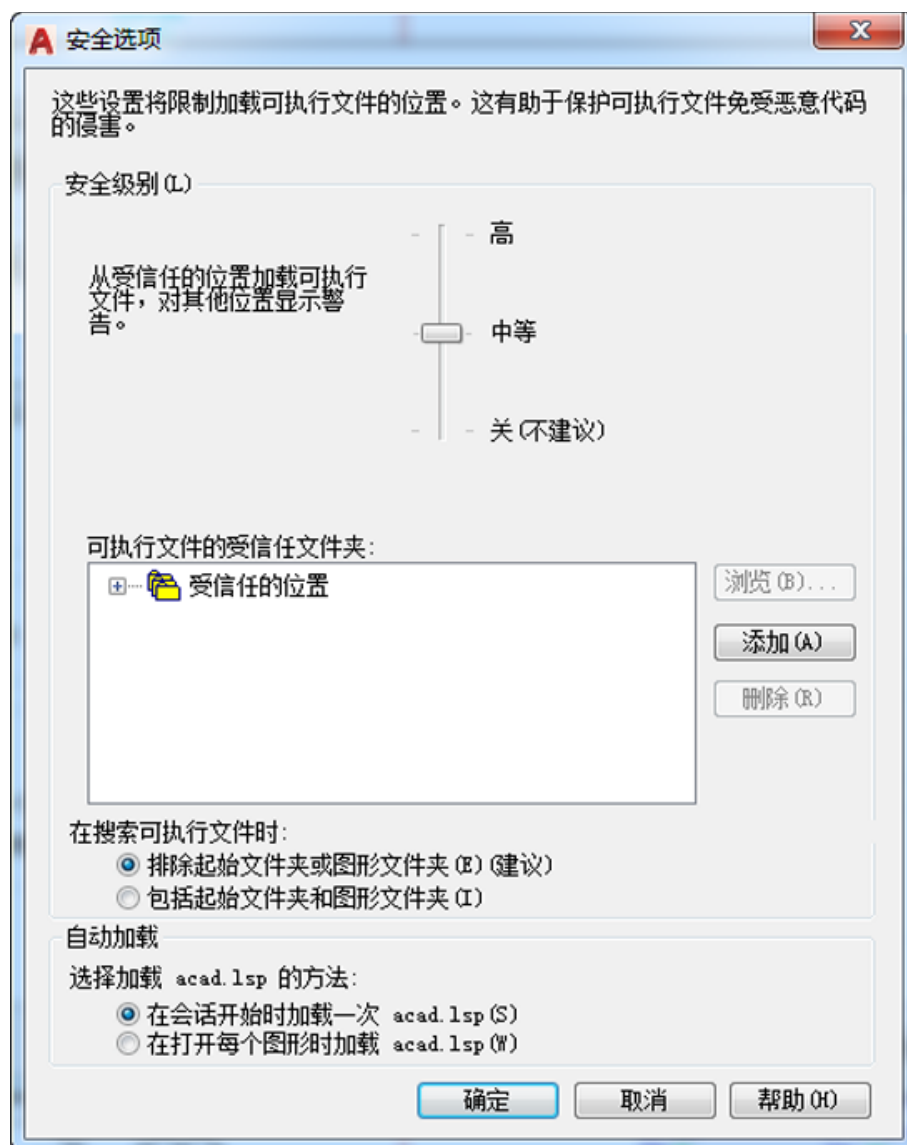 安全选项
这些设置将限制加载可执行文件的位置。这有助于保护可执行文件免受恶意代码
的侵害。
安全级别(L)
高
从受信任的位置加载可执行
文件，对其他位置显示警
告。
中等
关(不建议)
可执行文件的受信任文件夹:
受信任的位置
浏览(B)...
添加(A)
删除(R)
在搜索可执行文件时:
排除起始文件夹或图形文件夹(E)(建议)
包括起始文件夹和图形文件夹(I)
自动加载
选择加载 acad.lsp 的方法:
在会话开始时加载一次 acad.lsp(S)
在打开每个图形时加载 acad.lsp(W)
确定
取消
帮助(H)